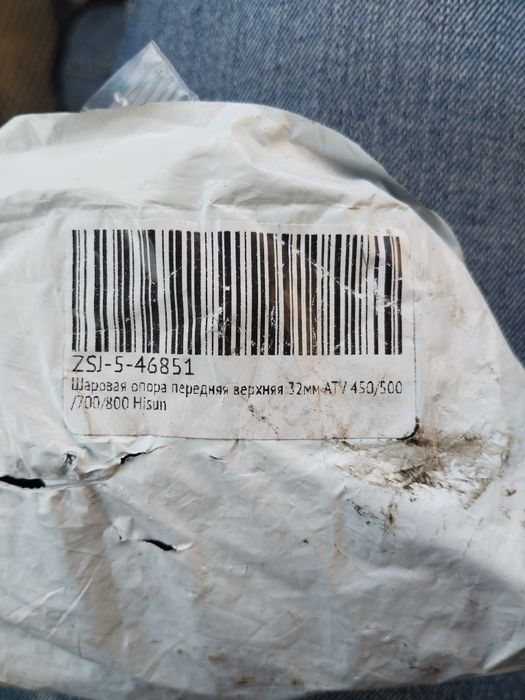 ZSJ-5-46851
Шаровая опора передняя верхняя 32мм ATV 450/500
/700/800 Hisun